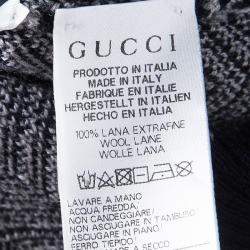 GUCCI
PRODOTTO IN ITALIA
MADE IN ITALY
FABRIQUE EN ITALIE
HERGESTELLT IN ITALIEN
HECHO EN ITALIA
100% LANA EXTRAFINE
WOOL LAINE
WOLLE LANA
LAVARE A MANO
ACQUA FREDDA
NON CANDEGGIARE
NON ASCIUGARE IN TAMBURO
ASCIUGARE IN PIANO
FERRO TIEPIDO
A SECCO